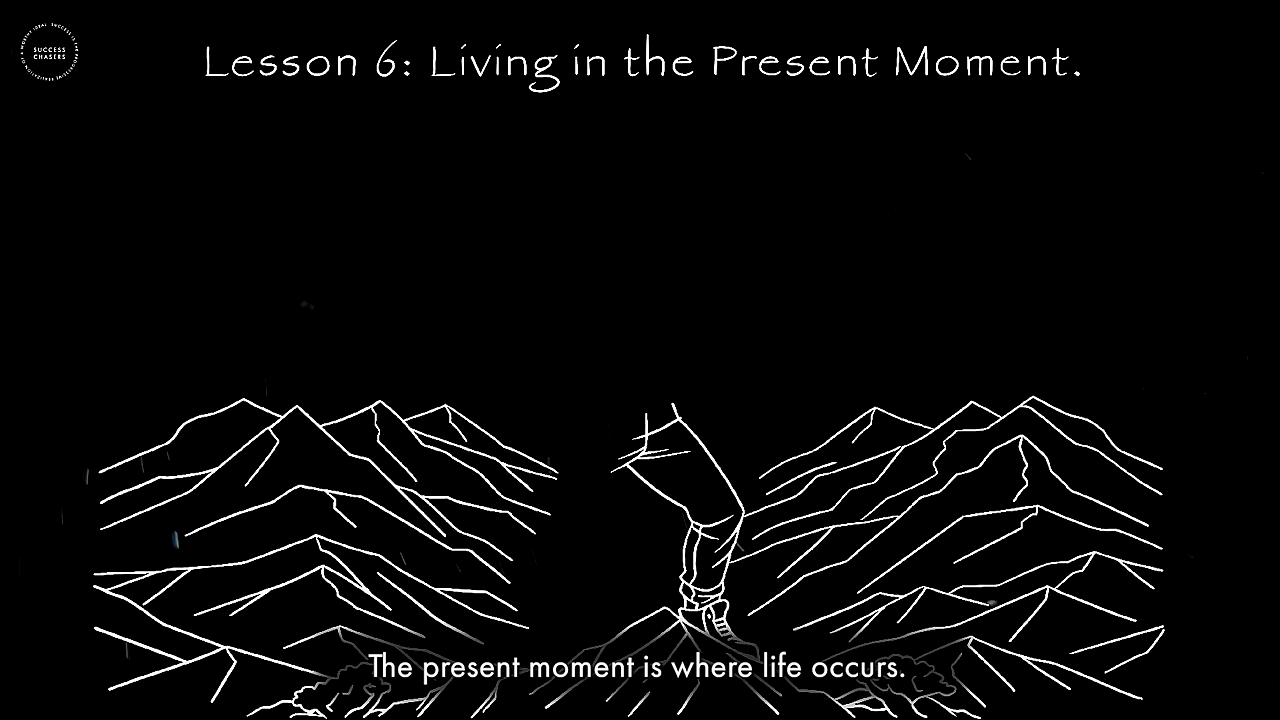 SUCCESS
CHASERS
Lesson 6: Living in the Present Moment.
The present moment is where life occurs.